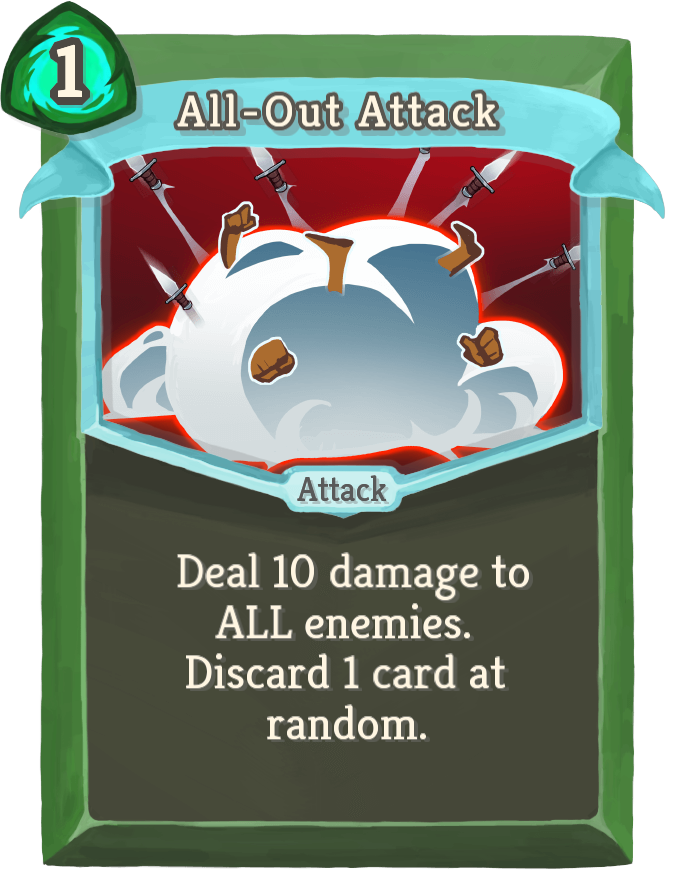 1
All-Out Attack
Attack
Deal 10 damage to
ALL enemies.
Discard 1 card at
random.